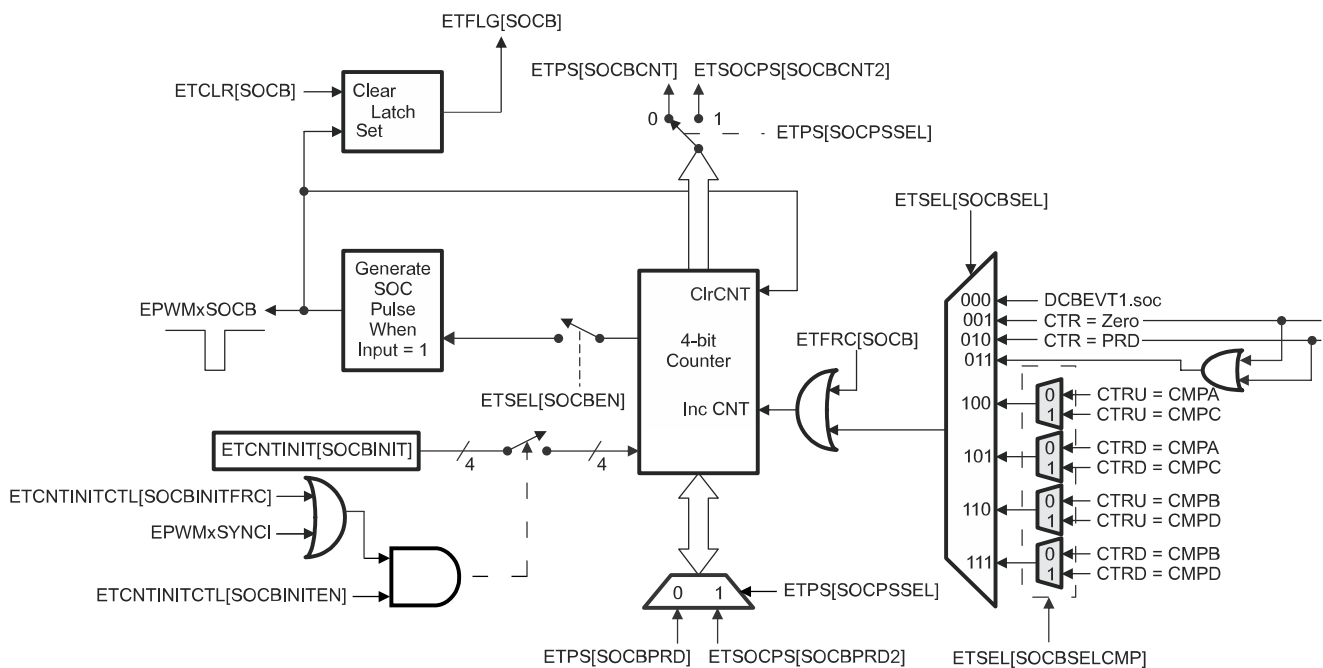 ETFLG[SOCB]
ETCLR[SOCB]
Clear
Latch
Set
ETPS[SOCBCNT]
ETSOCPS[SOCBCNT2]
0
1
ETPS[SOCPSSEL]
ETSEL[SOCBSEL]
Generate
SOC
Pulse
When
Input = 1
EPWMxSOCB
ClrCNT
4-bit
Counter
Inc CNT
ETSEL[SOCBEN]
ETFRC[SOCB]
000
DCBEVT1.soc
001
CTR = Zero
010
CTR = PRD
011
100
0
CTRU = CMPA
1
CTRU = CMPC
101
0
CTRD = CMPA
1
CTRD = CMPC
110
0
CTRU = CMPB
1
CTRU = CMPD
111
0
CTRD = CMPB
1
CTRD = CMPD
ETSEL[SOCBSELCMP]
ETCNTINIT[SOCBINIT]
4
4
ETCNTINITCTL[SOCBINITFRC]
EPWMxSYNCI
ETCNTINITCTL[SOCBINITEN]
0
1
ETPS[SOCPSSEL]
ETPS[SOCBPRD]
ETSOCPS[SOCBPRD2]